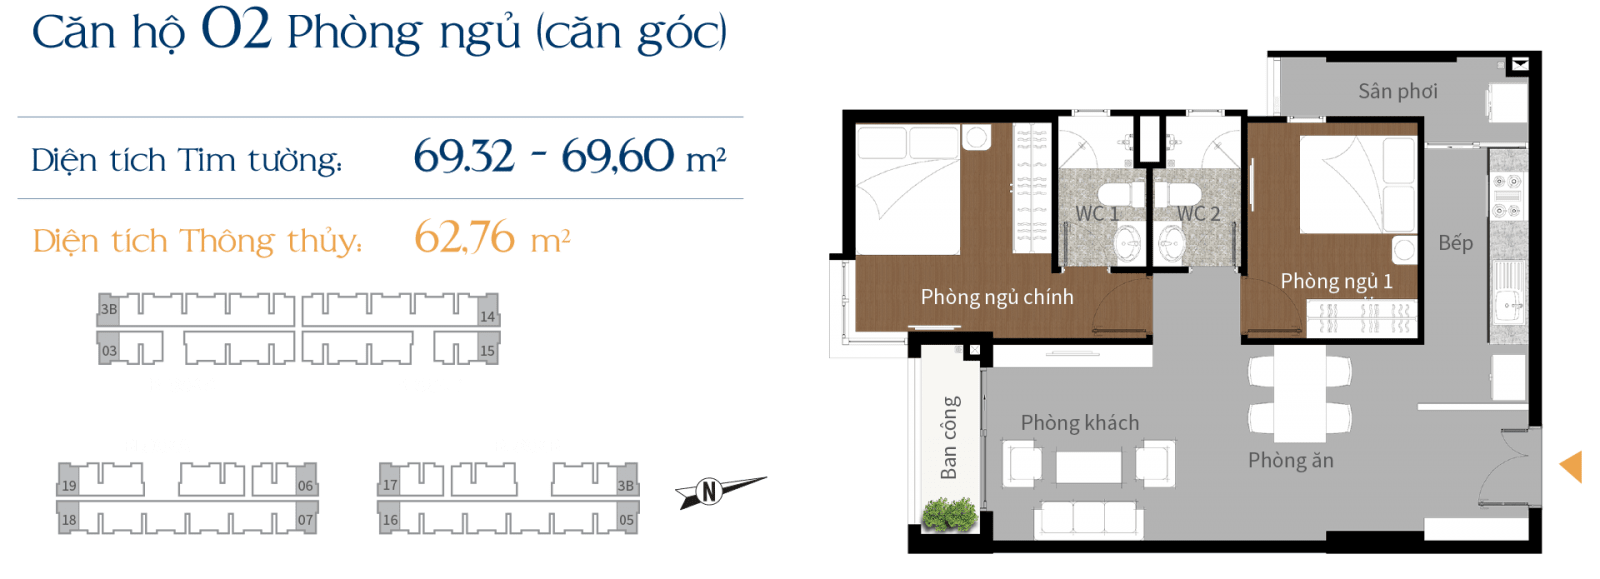 Căn hộ 02 Phòng ngủ (căn góc)
Diện tích Tim tường: 69.32 - 69,60 m²
Diện tích Thông thủy: 62,76 m²
3B
14
03
15
19
06
18
07
17
3B
16
05
N
Sân phơi
WC 1
WC 2
Bếp
Phòng ngủ chính
Phòng ngủ 1
Ban công
Phòng khách
Phòng ăn